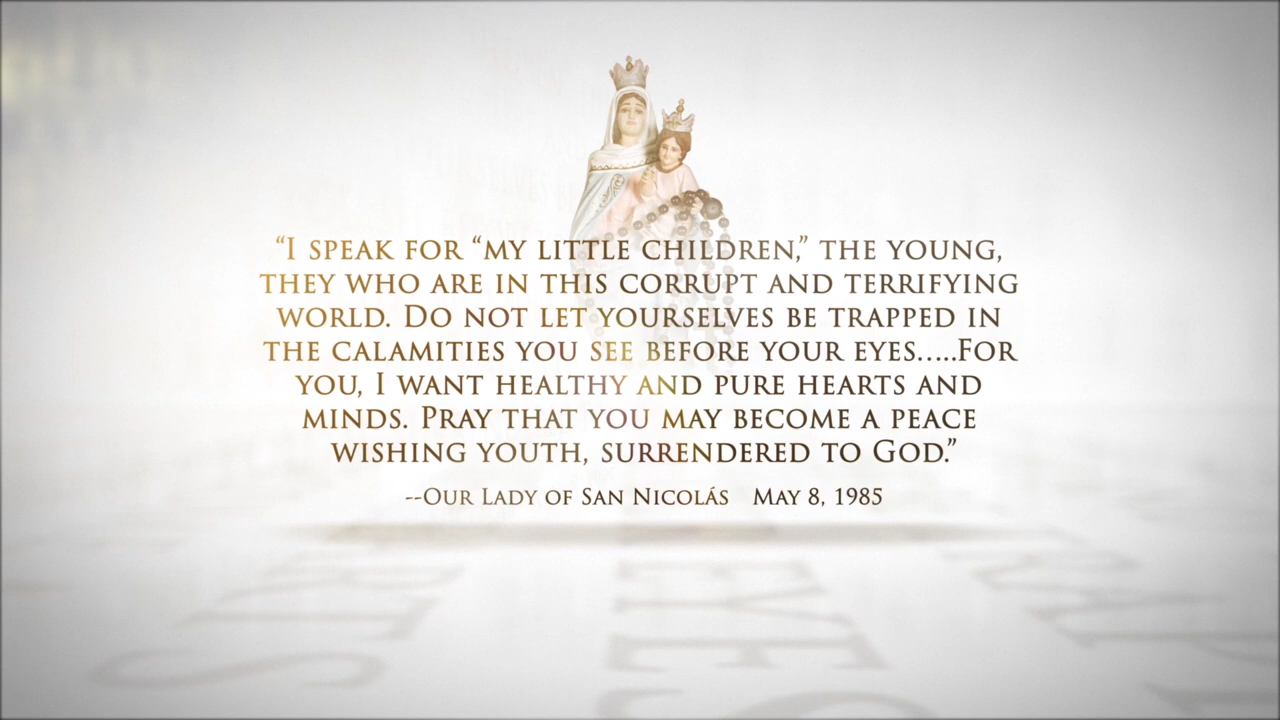 “I speak for “my little children,” the young,
they who are in this corrupt and terrifying
world. Do not let yourselves be trapped in
the calamities you see before your eyes.....For
you, I want healthy and pure hearts and
minds. Pray that you may become a peace
wishing youth, surrendered to God.”
--Our Lady of San Nicolás May 8, 1985
EYES